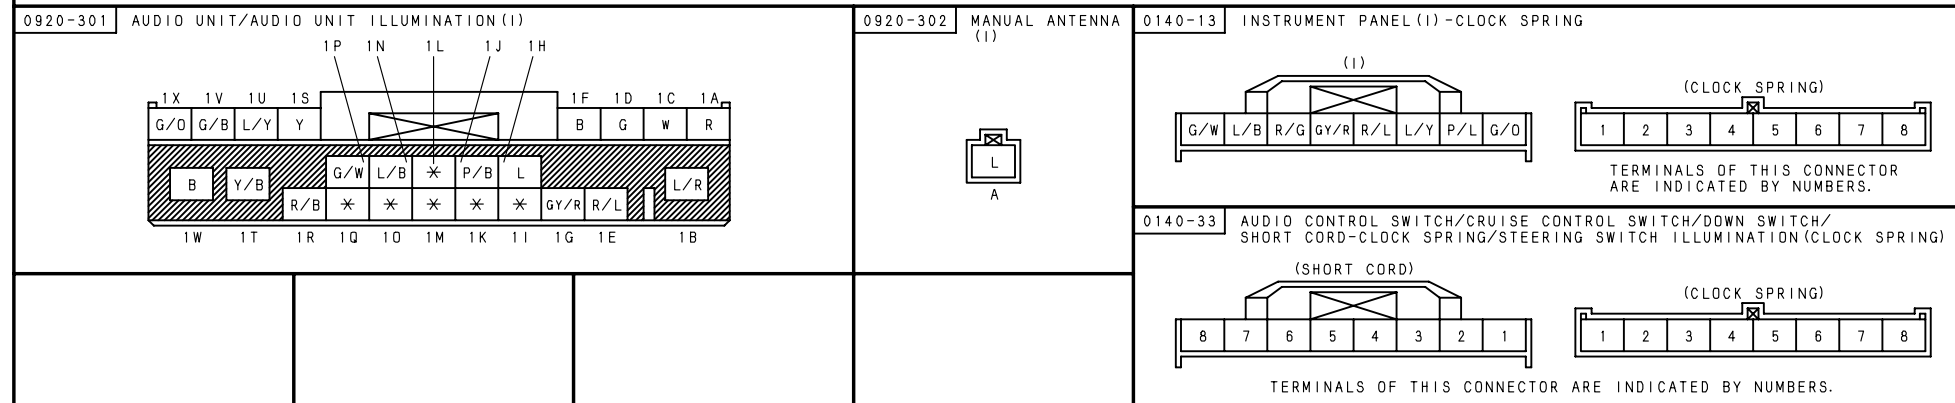 0920-301 AUDIO UNIT/AUDIO UNIT ILLUMINATION(I)
1P 1N 1L 1J 1H
1X 1V 1U 1S 1F 1D 1C 1A
G/O G/B L/Y Y B G W R
G/W L/B * P/B L
B Y/B L/R
R/B * * * * * GY/R R/L
1W 1T 1R 1Q 1O 1M 1K 1I 1G 1E 1B
0920-302 MANUAL ANTENNA
(I)
L
A
0140-13 INSTRUMENT PANEL(I)-CLOCK SPRING
(I)
G/W L/B R/G GY/R R/L L/Y P/L G/O
(CLOCK SPRING)
1 2 3 4 5 6 7 8
TERMINALS OF THIS CONNECTOR
ARE INDICATED BY NUMBERS.
0140-33 AUDIO CONTROL SWITCH/CRUISE CONTROL SWITCH/DOWN SWITCH/
SHORT CORD-CLOCK SPRING/STEERING SWITCH ILLUMINATION(CLOCK SPRING)
(SHORT CORD)
8 7 6 5 4 3 2 1
(CLOCK SPRING)
1 2 3 4 5 6 7 8
TERMINALS OF THIS CONNECTOR ARE INDICATED BY NUMBERS.